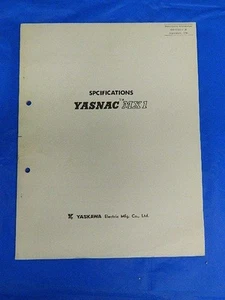 SPCIFICATIONS
YASNAC MX1
YASKAWA Electric Mfg. Co., Ltd.